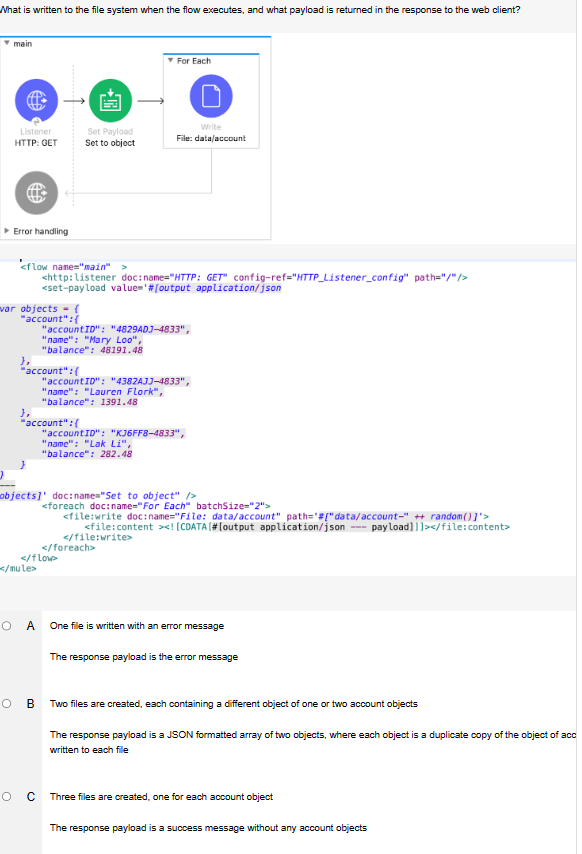 What is written to the file system when the flow executes, and what payload is returned in the response to the web client?
main
For Each
Listener
HTTP: GET
Set Payload
Set to object
Write
File: data/account
Error handling
<flow name="main" >
<http:listener doc:name="HTTP: GET" config-ref="HTTP_Listener_config" path="/"/>
<set-payload value='#[output application/json
var objects = {
"account":{
"accountID": "4829ADJ-4833",
"name": "Mary Loo",
"balance": 48191.48
},
"account":{
"accountID": "4382AJJ-4833",
"name": "Lauren Flork",
"balance": 1391.48
},
"account":{
"accountID": "KJ6FF8-4833",
"name": "Lak Li",
"balance": 282.48
}
}
---
objects]' doc:name="Set to object" />
<foreach doc:name="For Each" batchSize="2">
<file:write doc:name="File: data/account" path='#["data/account-" ++ random()]'>
<file:content ><![CDATA[#[output application/json --- payload]]]></file:content>
</file:write>
</foreach>
</flow>
</mule>
A One file is written with an error message
The response payload is the error message
B Two files are created, each containing a different object of one or two account objects
The response payload is a JSON formatted array of two objects, where each object is a duplicate copy of the object of acc
written to each file
C Three files are created, one for each account object
The response payload is a success message without any account objects